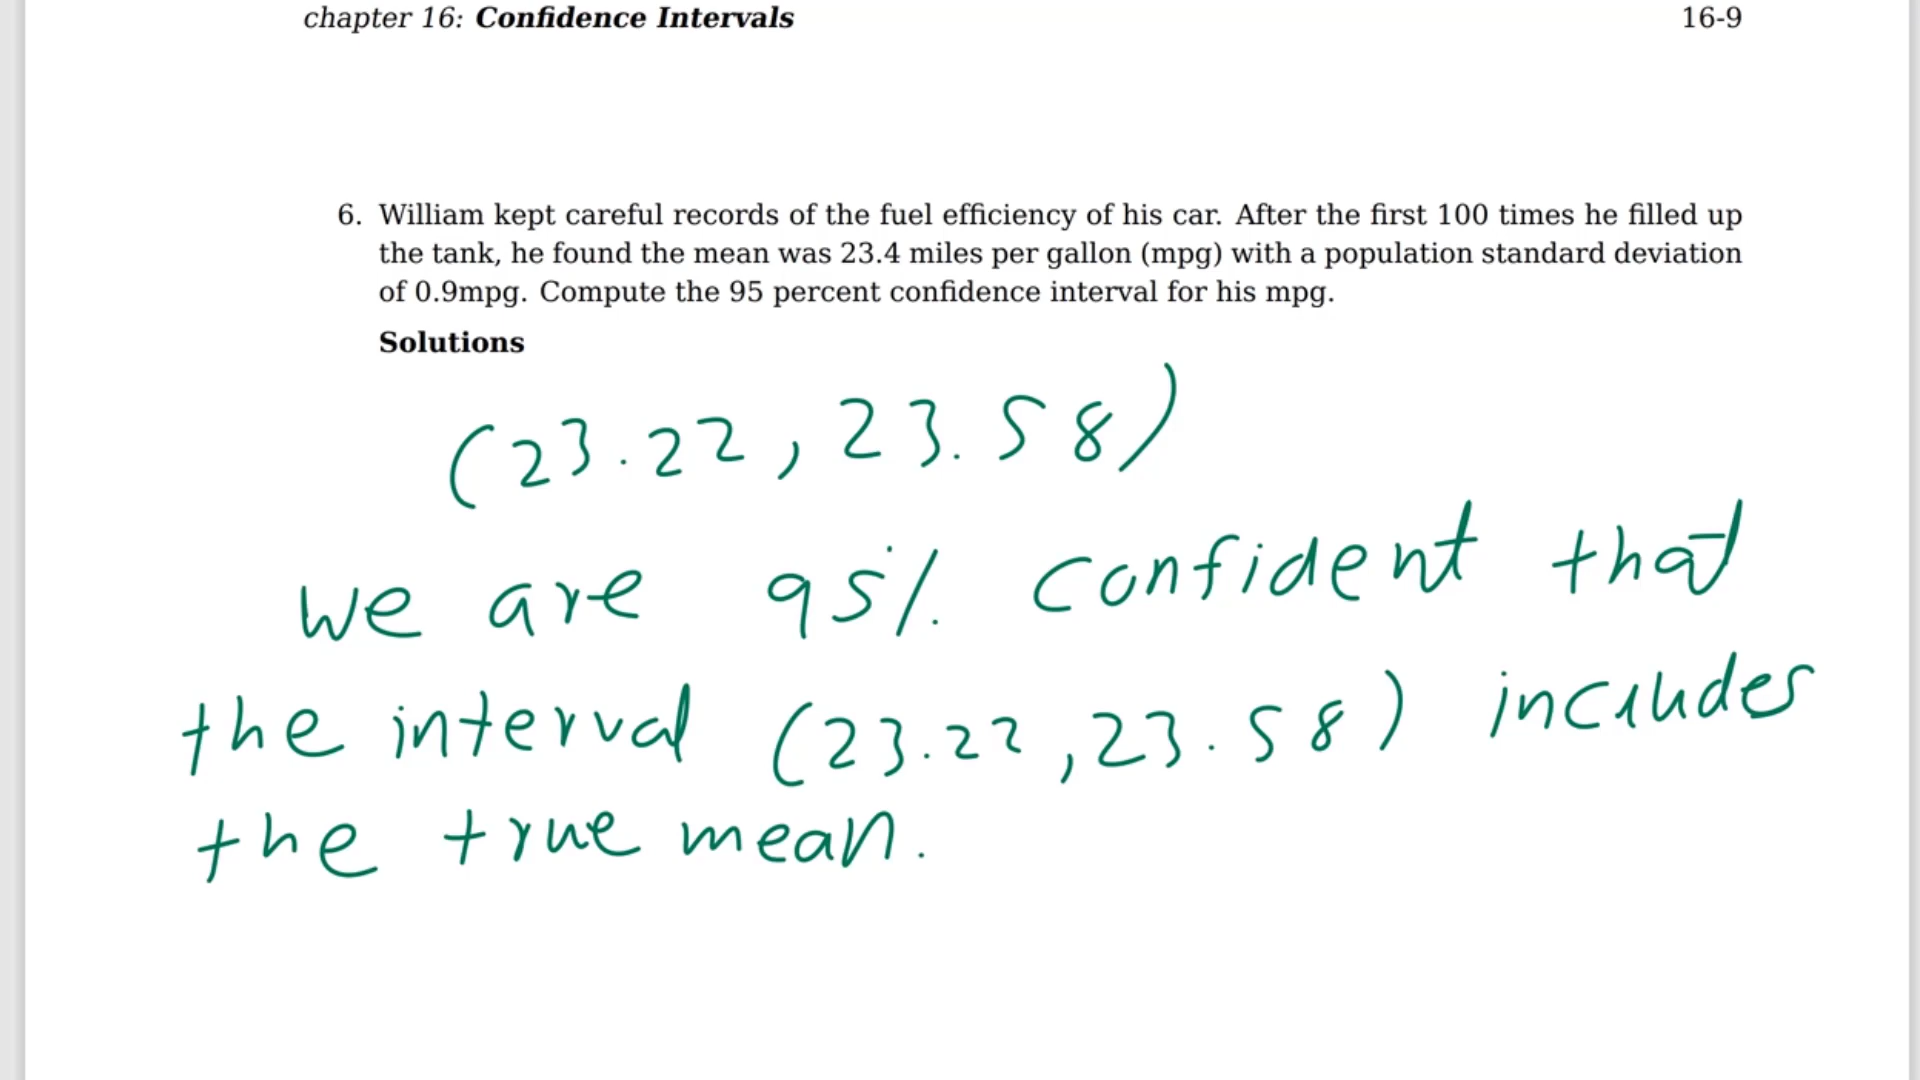 chapter 16: Confidence Intervals 16-9
6. William kept careful records of the fuel efficiency of his car. After the first 100 times he filled up
the tank, he found the mean was 23.4 miles per gallon (mpg) with a population standard deviation
of 0.9mpg. Compute the 95 percent confidence interval for his mpg.
Solutions
(23.22, 23.58)
we are 95% confident that
the interval (23.22, 23.58) includes
the true mean.